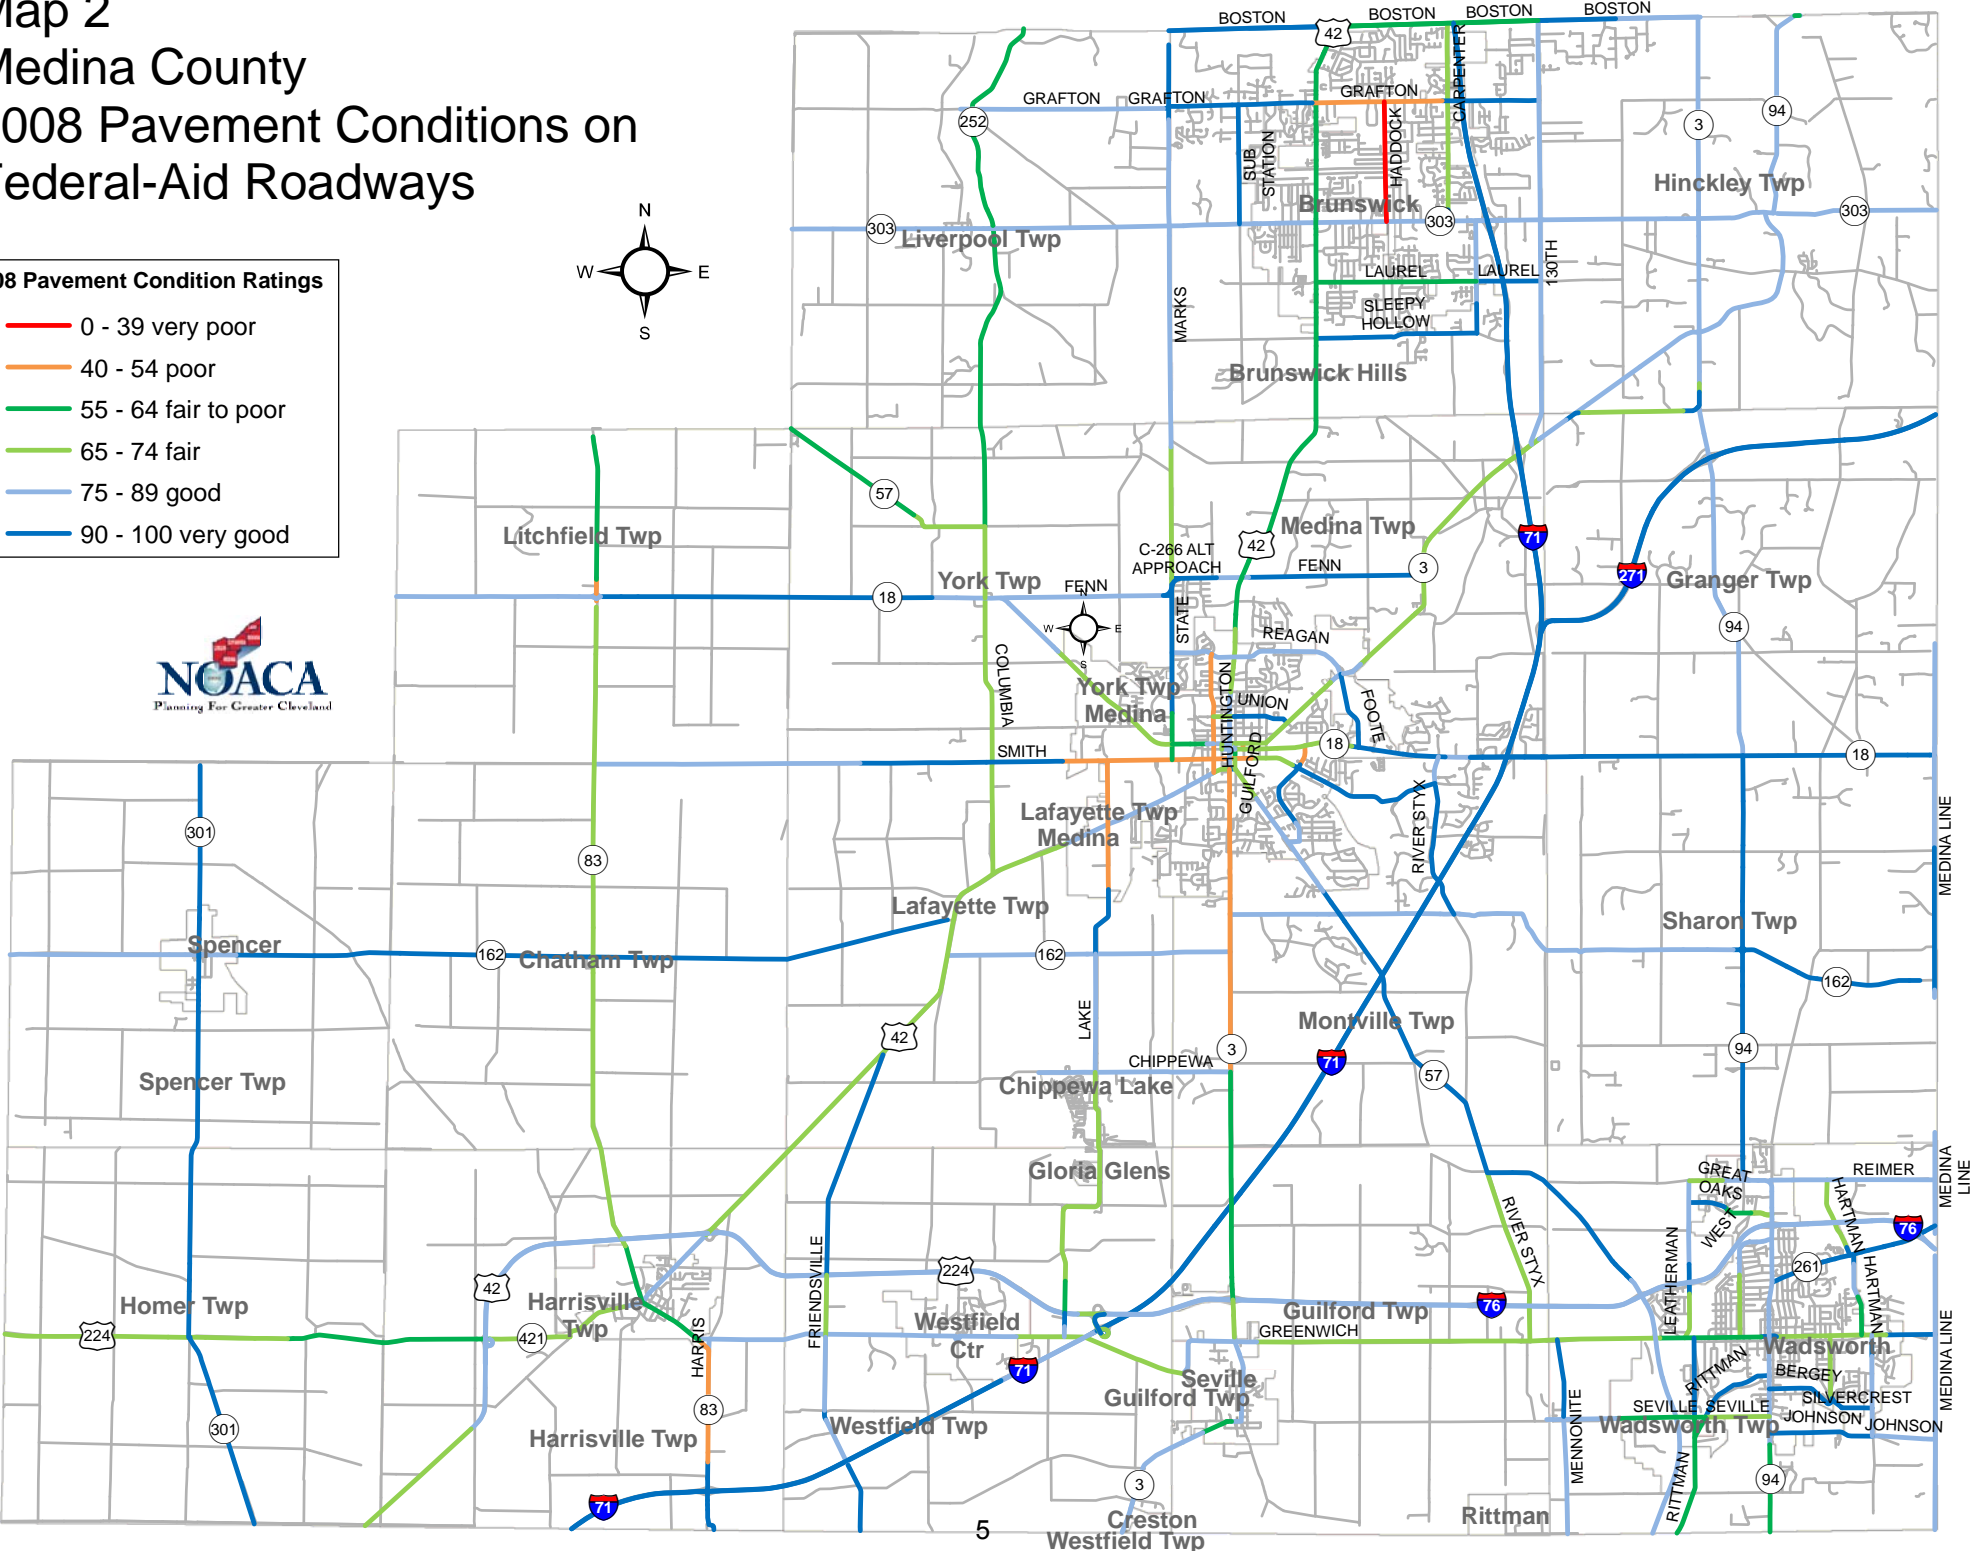 Map 2
Medina County
2008 Pavement Conditions on
Federal-Aid Roadways
08 Pavement Condition Ratings
0 - 39 very poor
40 - 54 poor
55 - 64 fair to poor
65 - 74 fair
75 - 89 good
90 - 100 very good
N
W
E
S
NOACA
Planning For Greater Cleveland
BOSTON
BOSTON
BOSTON
BOSTON
42
GRAFTON
GRAFTON
GRAFTON
CARPENTER
252
3
94
SUB
STATION
HADDOCK
Hinckley Twp
Brunswick
303
303
303
Liverpool Twp
130TH
LAUREL
LAUREL
MARKS
SLEEPY
HOLLOW
Brunswick Hills
57
Litchfield Twp
Medina Twp
42
71
C-266 ALT
APPROACH
FENN
FENN
3
271
Granger Twp
York Twp
18
N
W
E
S
STATE
REAGAN
94
COLUMBIA
York Twp
Medina
HUNTINGTON
UNION
FOOTE
SMITH
GUILFORD
18
18
301
Lafayette Twp
Medina
RIVER STYX
MEDINA LINE
83
Lafayette Twp
Sharon Twp
Spencer
162
Chatham Twp
162
162
LAKE
Montville Twp
42
3
94
CHIPPEWA
71
57
Spencer Twp
Chippewa Lake
Gloria Glens
GREAT
OAKS
REIMER
MEDINA
LINE
RIVER STYX
WEST
HARTMAN
76
LEATHERMAN
261
HARTMAN
FRIENDSVILLE
224
42
Homer Twp
Harrisville
Twp
Westfield
Ctr
Guilford Twp
76
224
421
HARRIS
GREENWICH
Wadsworth
MEDINA LINE
71
Seville
Guilford Twp
RITTMAN
BERGEY
SILVERCREST
MENNONITE
SEVILLE
SEVILLE
JOHNSON
JOHNSON
83
301
Harrisville Twp
Westfield Twp
Wadsworth Twp
RITTMAN
94
3
71
Rittman
Creston
Westfield Twp
5